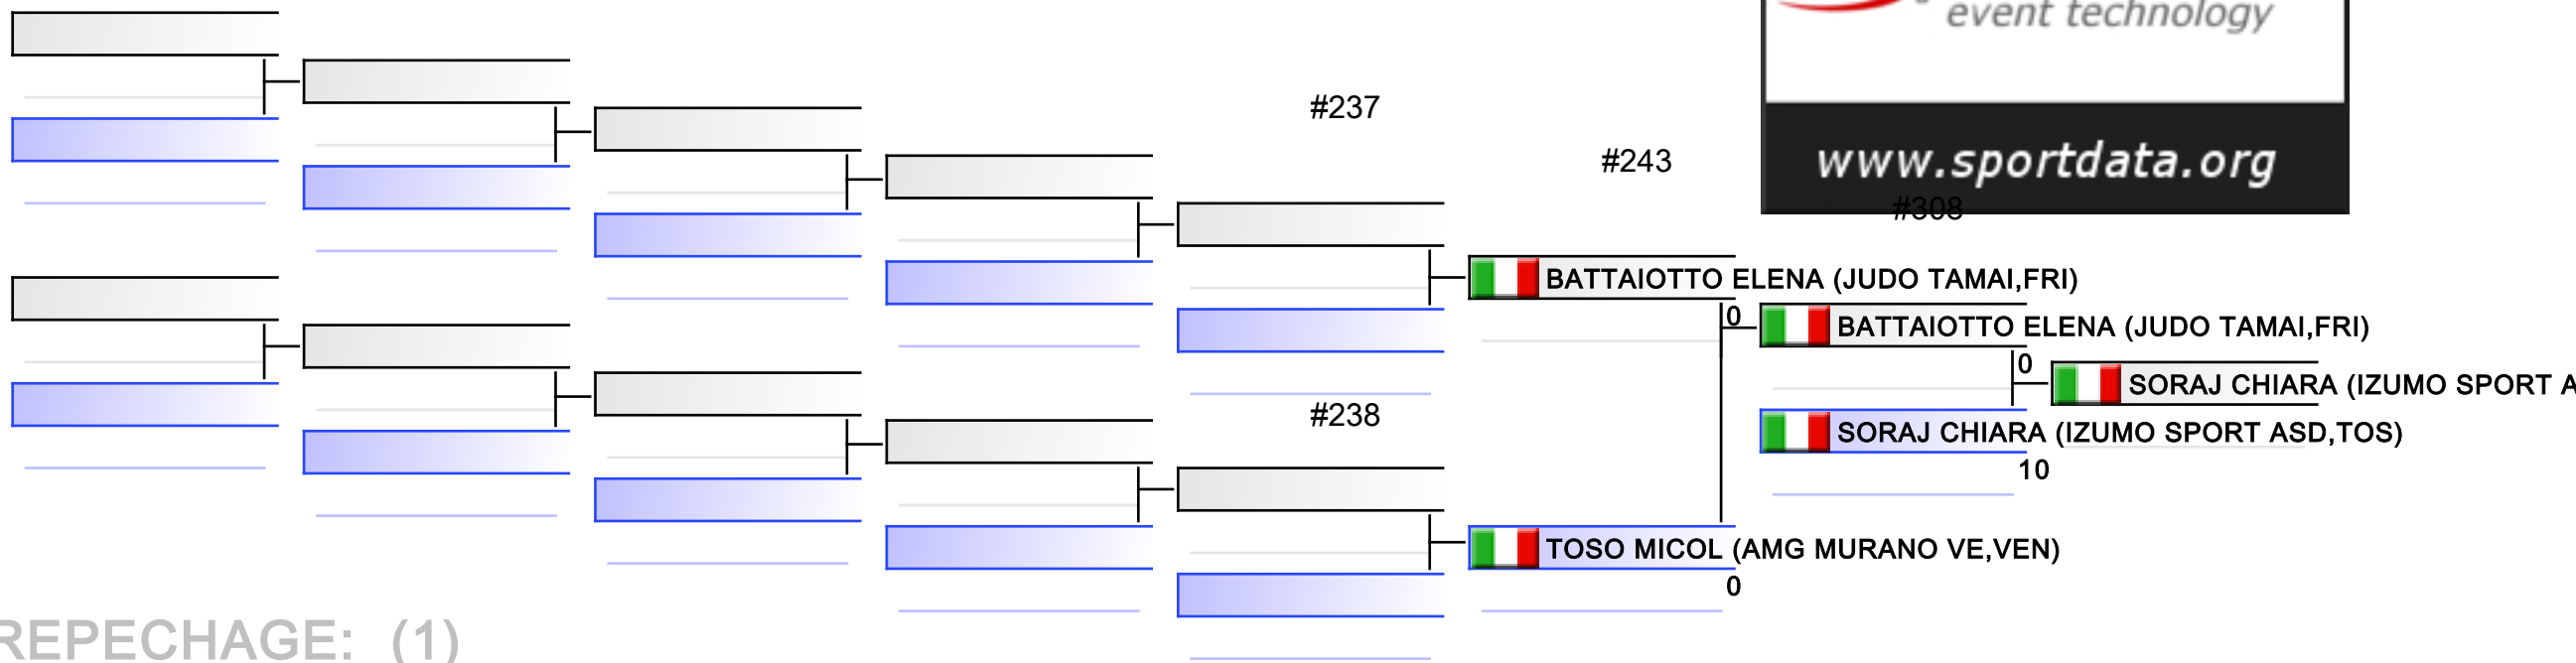 event technology
#237
#243
www.sportdata.org
#308
BATTAIOTTO ELENA (JUDO TAMAI,FRI)
0
BATTAIOTTO ELENA (JUDO TAMAI,FRI)
0
SORAJ CHIARA (IZUMO SPORT A
#238
SORAJ CHIARA (IZUMO SPORT ASD,TOS)
10
TOSO MICOL (AMG MURANO VE,VEN)
0
REPECHAGE: (1)